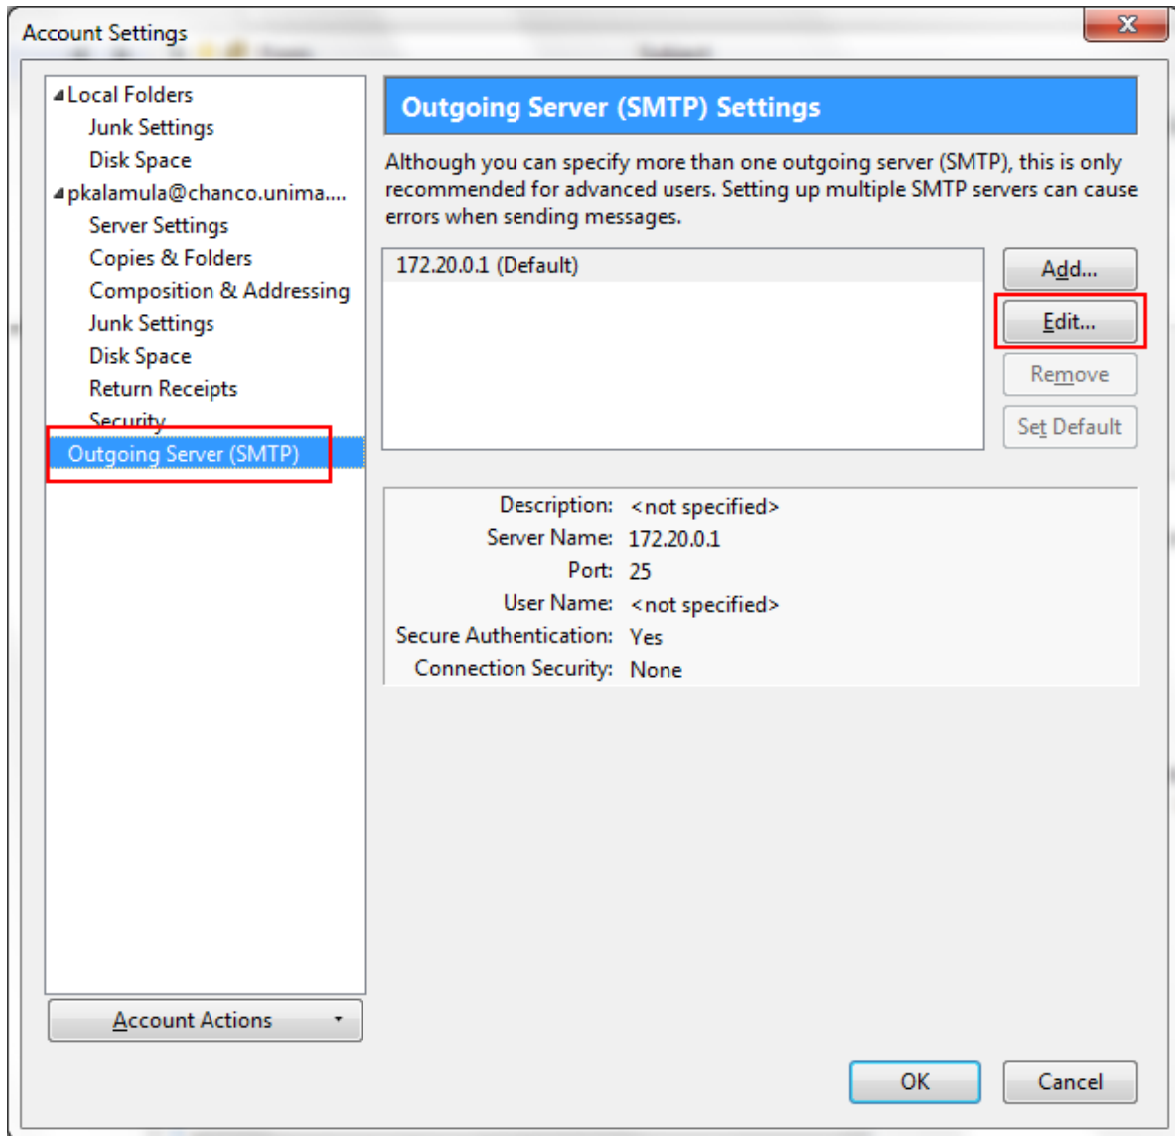 Account Settings
Local Folders
Junk Settings
Disk Space
pkalamula@chanco.unima....
Server Settings
Copies & Folders
Composition & Addressing
Junk Settings
Disk Space
Return Receipts
Security
Outgoing Server (SMTP)
Account Actions
Outgoing Server (SMTP) Settings
Although you can specify more than one outgoing server (SMTP), this is only
recommended for advanced users. Setting up multiple SMTP servers can cause
errors when sending messages.
172.20.0.1 (Default)
Add...
Edit...
Remove
Set Default
Description: <not specified>
Server Name: 172.20.0.1
Port: 25
User Name: <not specified>
Secure Authentication: Yes
Connection Security: None
OK
Cancel